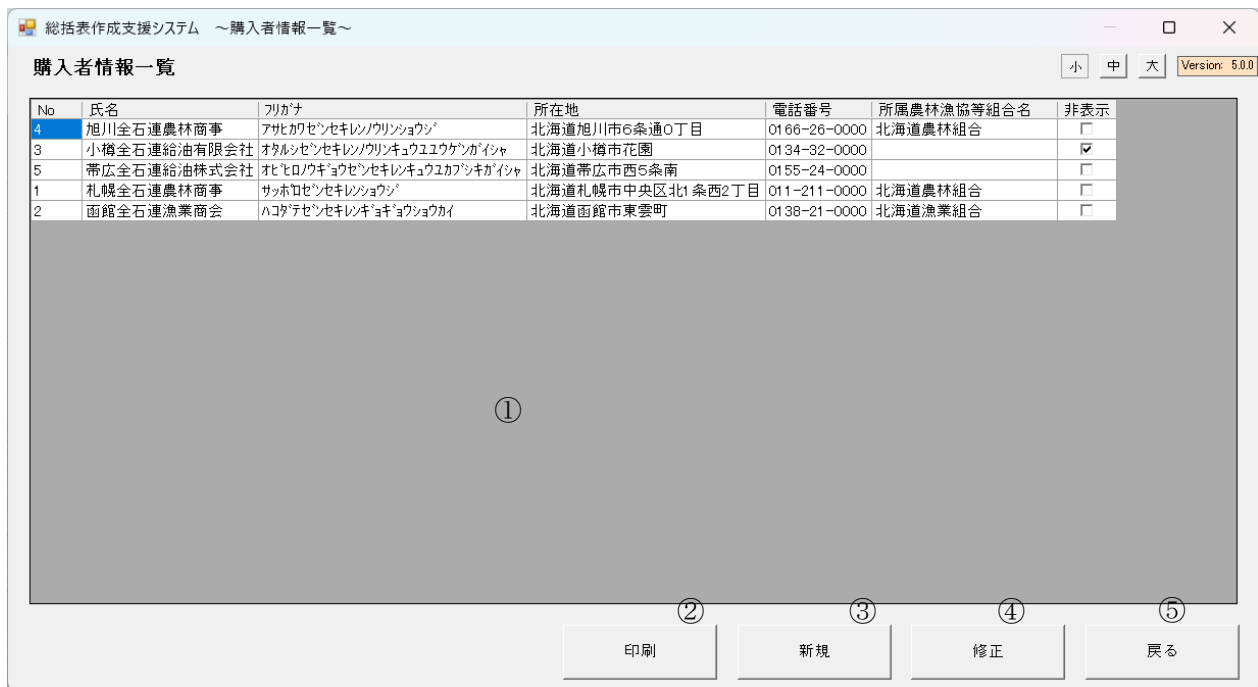 総括表作成支援システム　～購入者情報一覧～
購入者情報一覧
小 中 大 Version: 5.0.0
No 氏名 ﾌﾘｶﾞﾅ 所在地 電話番号 所属農林漁協等組合名 非表示
4 旭川全石連農林商事 ｱｻﾋｶﾜｾﾞﾝｾｷﾚﾝﾉｳﾘﾝｼｮｳｼﾞ 北海道旭川市6条通0丁目 0166-26-0000 北海道農林組合
3 小樽全石連給油有限会社 ｵﾀﾙｼｾﾞﾝｾｷﾚﾝﾉｳﾘﾝｷｭｳﾕﾕｳｹﾞﾝｶﾞｲｼｬ 北海道小樽市花園 0134-32-0000
5 帯広全石連給油株式会社 ｵﾋﾞﾋﾛﾉｳｷﾞｮｳｾﾞﾝｾｷﾚﾝｷｭｳﾕｶﾌﾞｼｷｶﾞｲｼｬ 北海道帯広市西5条南 0155-24-0000
1 札幌全石連農林商事 ｻｯﾎﾟﾛｾﾞﾝｾｷﾚﾝｼｮｳｼﾞ 北海道札幌市中央区北1条西2丁目 011-211-0000 北海道農林組合
2 函館全石連漁業商会 ﾊｺﾀﾞﾃｾﾞﾝｾｷﾚﾝｷﾞｮｷﾞｮｳｼｮｳｶｲ 北海道函館市東雲町 0138-21-0000 北海道漁業組合
①
② ③ ④ ⑤
印刷 新規 修正 戻る